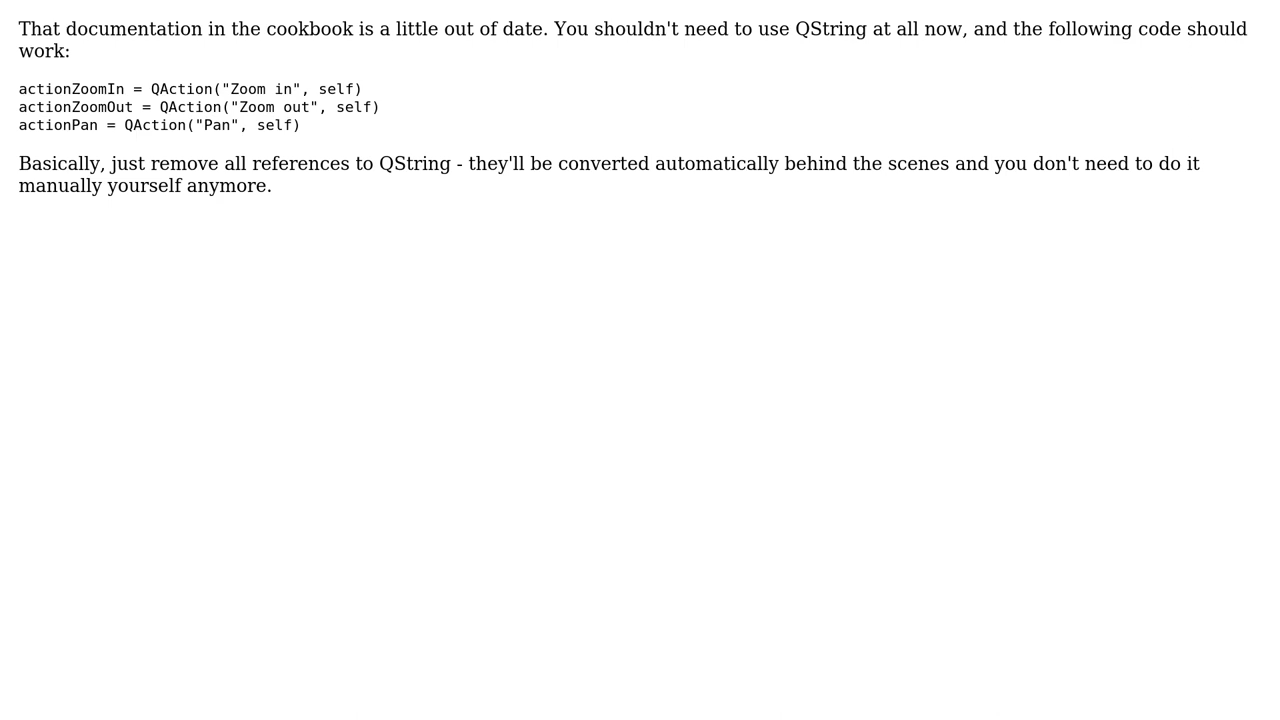 That documentation in the cookbook is a little out of date. You shouldn't need to use QString at all now, and the following code should
work:
actionZoomIn = QAction("Zoom in", self)
actionZoomOut = QAction("Zoom out", self)
actionPan = QAction("Pan", self)
Basically, just remove all references to QString - they'll be converted automatically behind the scenes and you don't need to do it
manually yourself anymore.